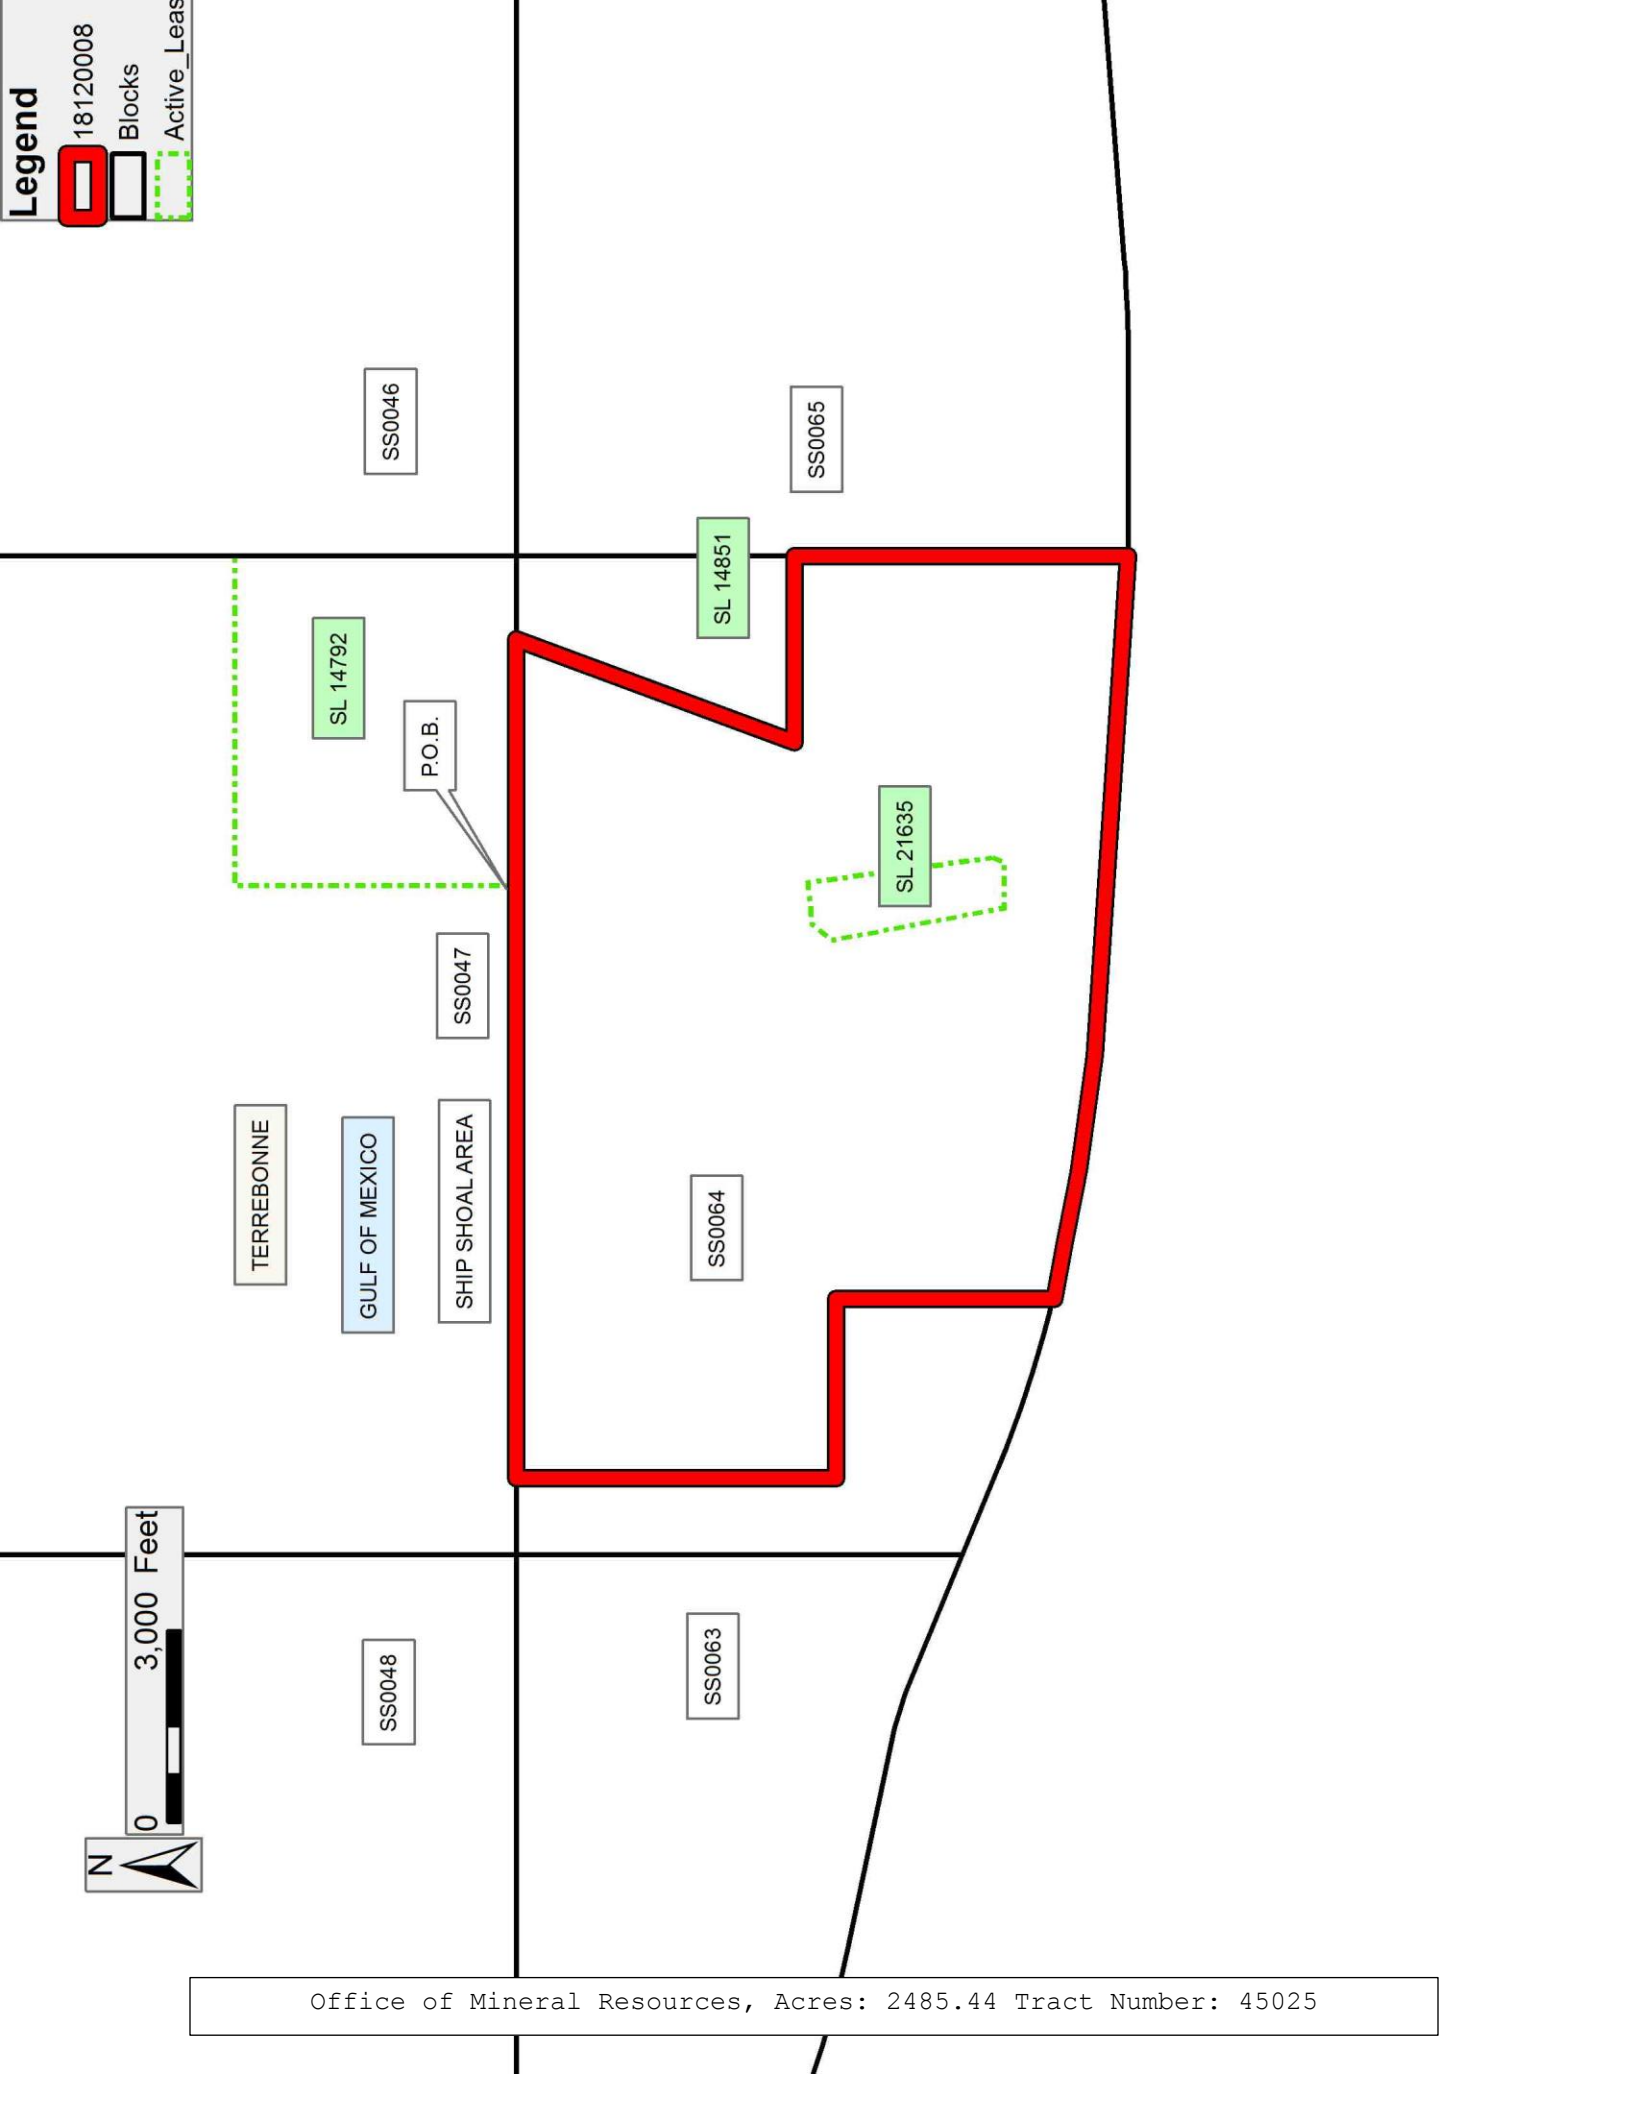 Legend
18120008
Blocks
Active_Leas
SS0046
SS0065
SL 14851
SL 14792
P.O.B.
SL 21635
SS0047
TERREBONNE
GULF OF MEXICO
SHIP SHOAL AREA
SS0064
0 3,000 Feet
SS0048
SS0063
N
Office of Mineral Resources, Acres: 2485.44 Tract Number: 45025